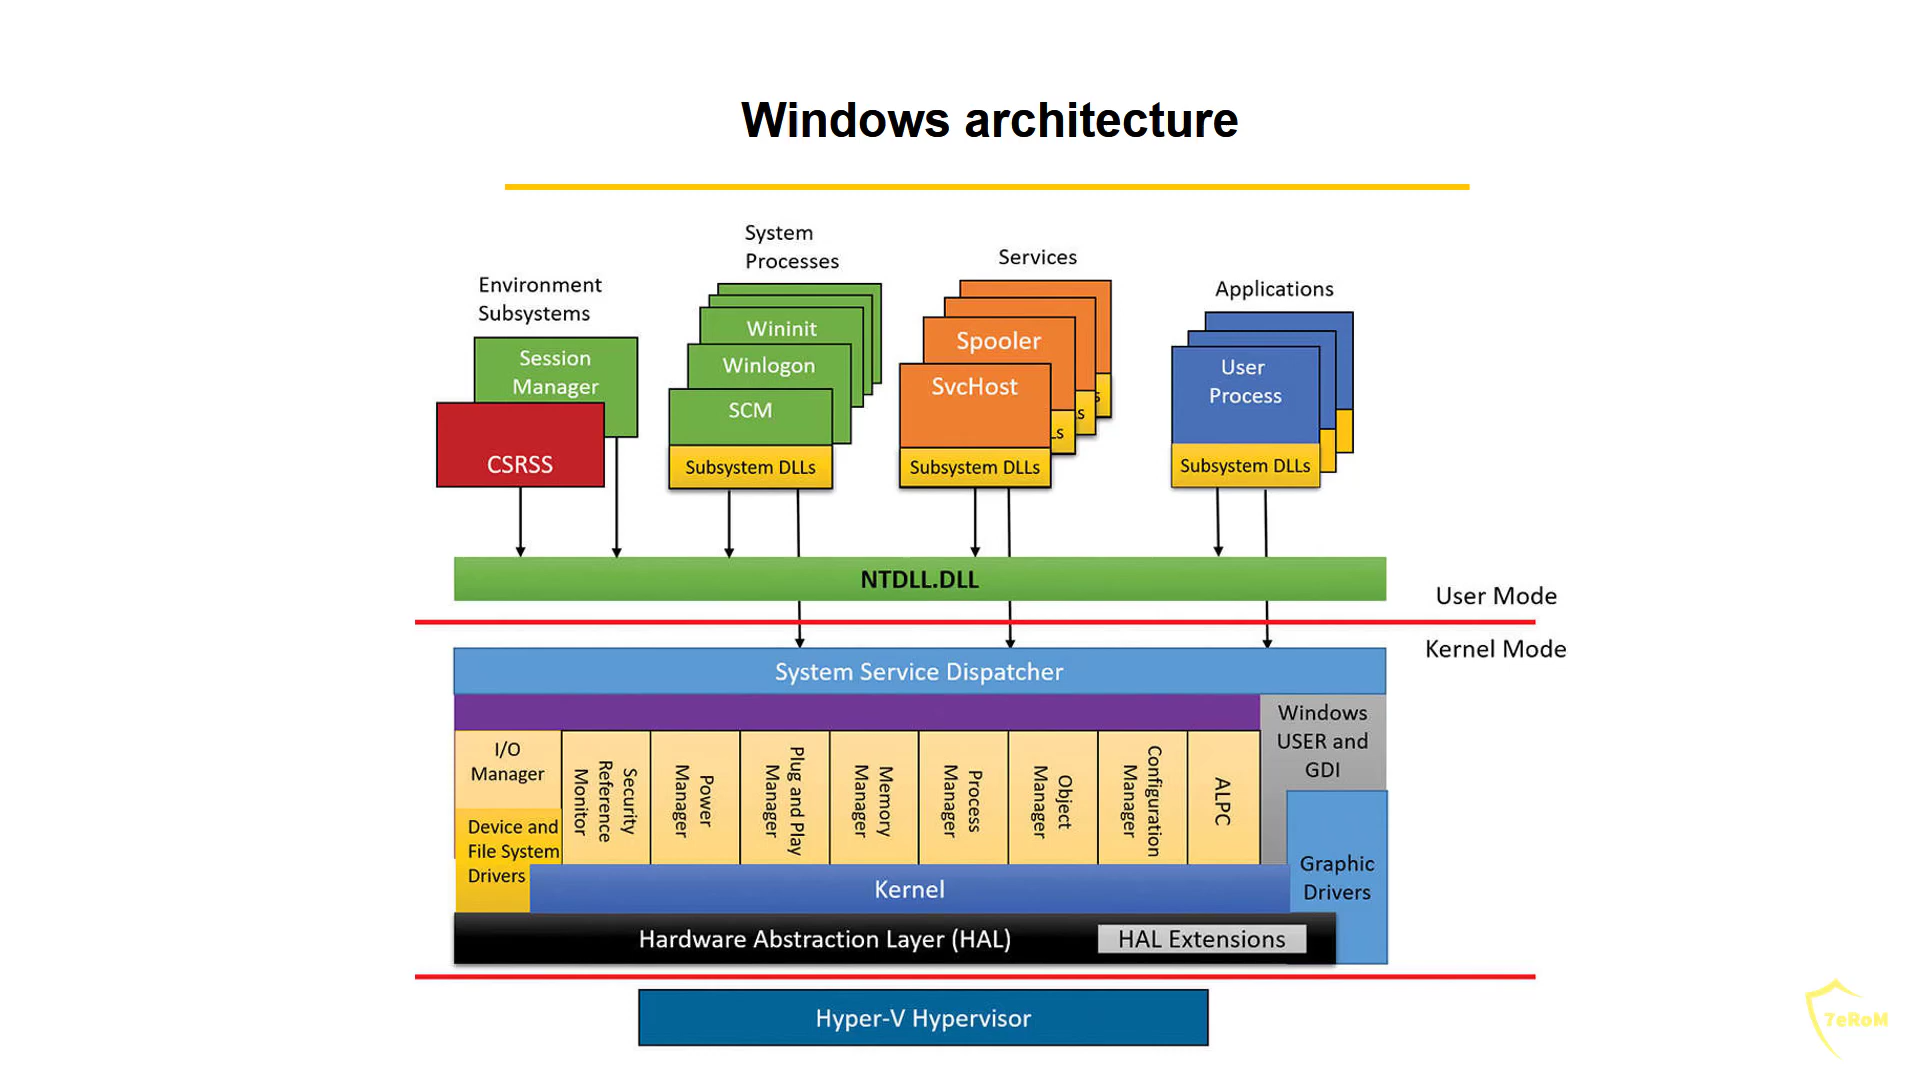 Windows architecture
System
Processes
Services
Environment
Subsystems
Applications
Session
Manager
CSRSS
Wininit
Winlogon
SCM
Subsystem DLLs
Spooler
SvcHost
Subsystem DLLs
s
s
Ls
User
Process
Subsystem DLLs
NTDLL.DLL
User Mode
Kernel Mode
System Service Dispatcher
I/O
Manager
Device and
File System
Drivers
Security
Reference
Monitor
Power
Manager
Plug and Play
Manager
Memory
Manager
Process
Manager
Object
Manager
Configuration
Manager
ALPC
Windows
USER and
GDI
Graphic
Drivers
Kernel
Hardware Abstraction Layer (HAL)
HAL Extensions
Hyper-V Hypervisor
7eRoM